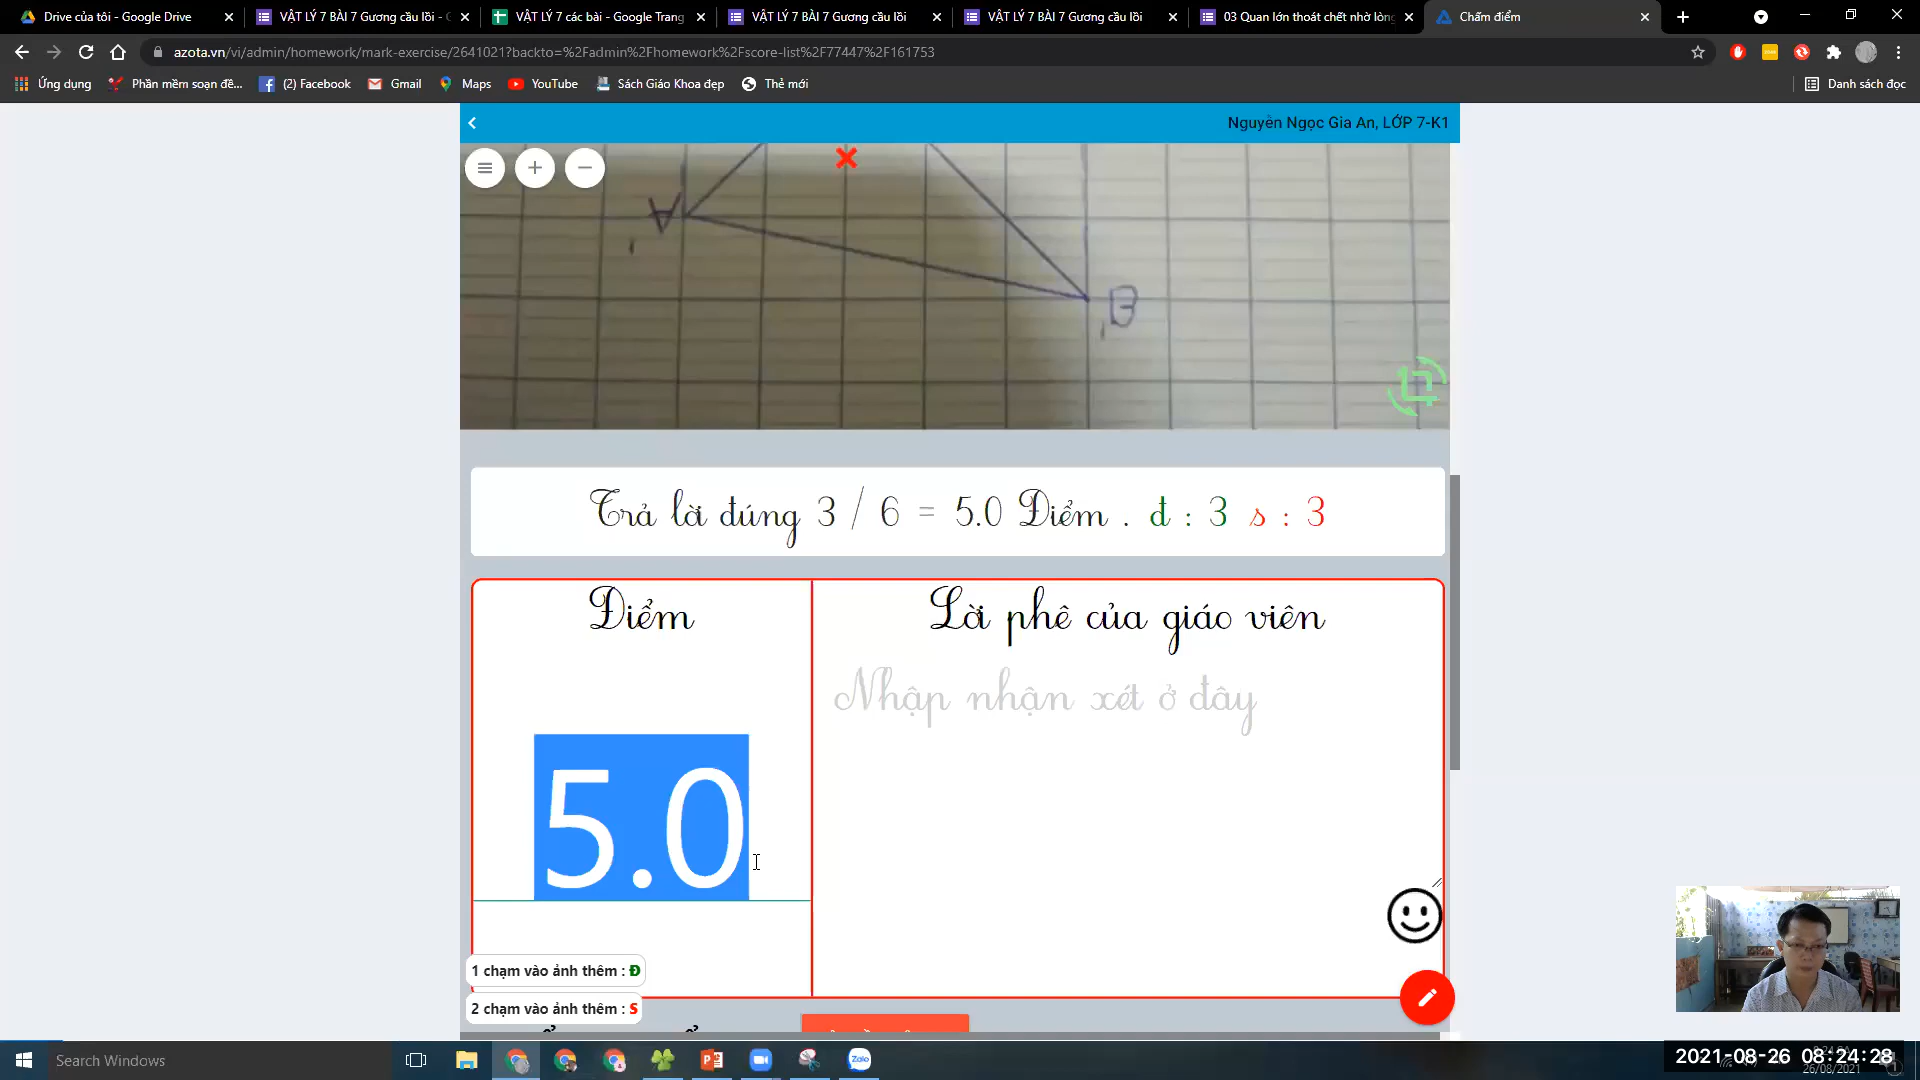 Drive của tôi - Google Drive
VẬT LÝ 7 BÀI 7 Gương cầu lồi -
VẬT LÝ 7 các bài - Google Trang
VẬT LÝ 7 BÀI 7 Gương cầu lồi
VẬT LÝ 7 BÀI 7 Gương cầu lồi
03 Quan lớn thoát chết nhờ lòng
Chấm điểm
azota.vn/vi/admin/homework/mark-exercise/2641021?backto=%2Fadmin%2Fhomework%2Fscore-list%2F77447%2F161753
Ứng dụng
Phần mềm soạn đề...
(2) Facebook
Gmail
Maps
YouTube
Sách Giáo Khoa đẹp
Thẻ mới
Danh sách đọc
Nguyễn Ngọc Gia An, LỚP 7-K1
A
B
Trả lời đúng 3 / 6 = 5.0 Điểm . đ : 3 s : 3
Điểm
Lời phê của giáo viên
Nhập nhận xét ở đây
5.0
1 chạm vào ảnh thêm : Đ
2 chạm vào ảnh thêm : S
Search Windows
Zalo
2021-08-26 08:24:28
26/08/2021